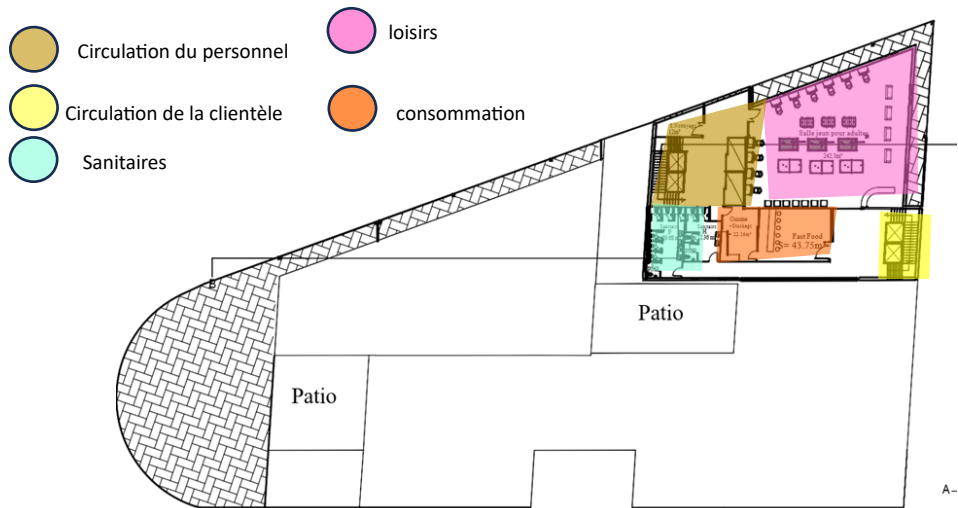 Circulation du personnel
loisirs
Circulation de la clientèle
consommation
Sanitaires
Salle jeux pour adulte
Cuisine
+Stockage
Fast Food
S= 43.75m²
B
Patio
Patio
A